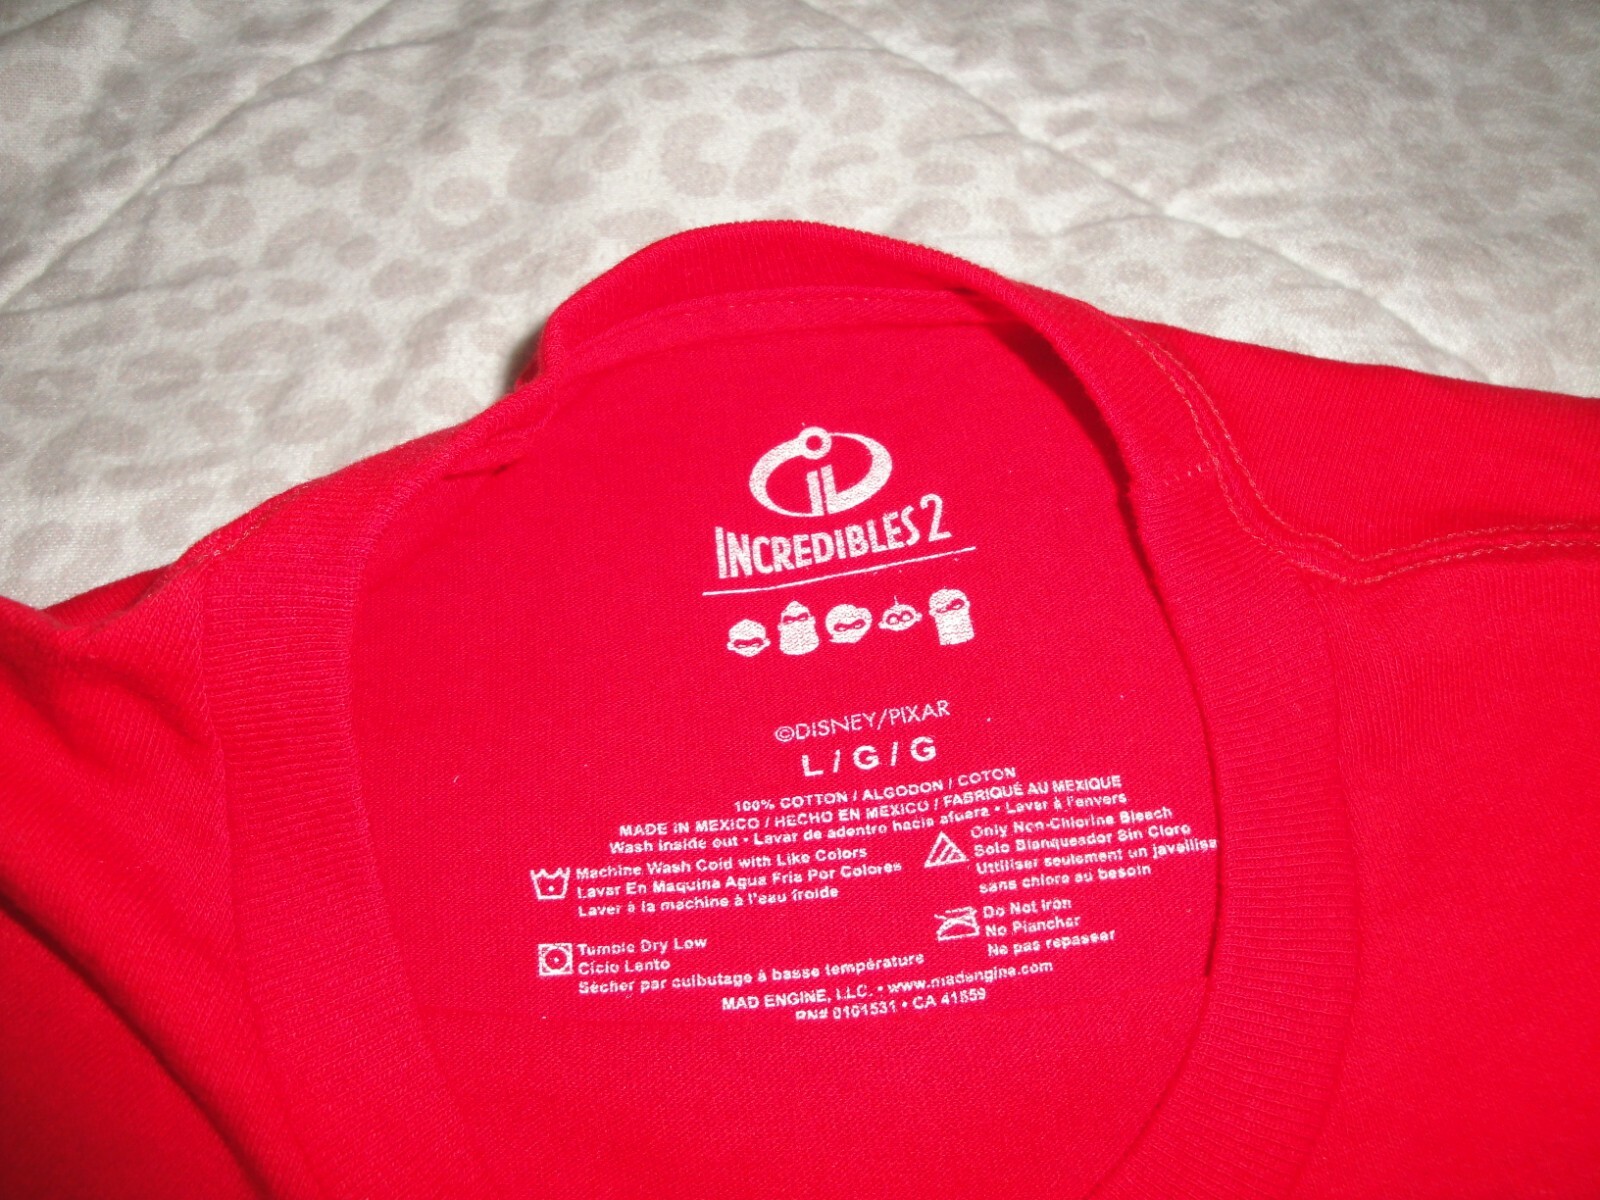 INCREDIBLES 2
©DISNEY/PIXAR
L / G / G
100% COTTON / ALGODON / COTON
MADE IN MEXICO / HECHO EN MEXICO / FABRIQUÉ AU MEXIQUE
Wash inside out • Lavar de adentro hacia afuera • Laver à l'envers
Machine Wash Cold with Like Colors
Lavar En Maquina Agua Fria Por Colores
Laver à la machine à l'eau froide
Only Non-Chlorine Bleach
Solo Blanqueador Sin Cloro
Utiliser seulement un javellisa
sans chlore au besoin
Tumble Dry Low
Ciclo Lento
Sécher par culbutage à basse température
Do Not Iron
No Planchar
Ne pas repasser
MAD ENGINE, LLC. • www.madengine.com
RN# 0101531 • CA 41859